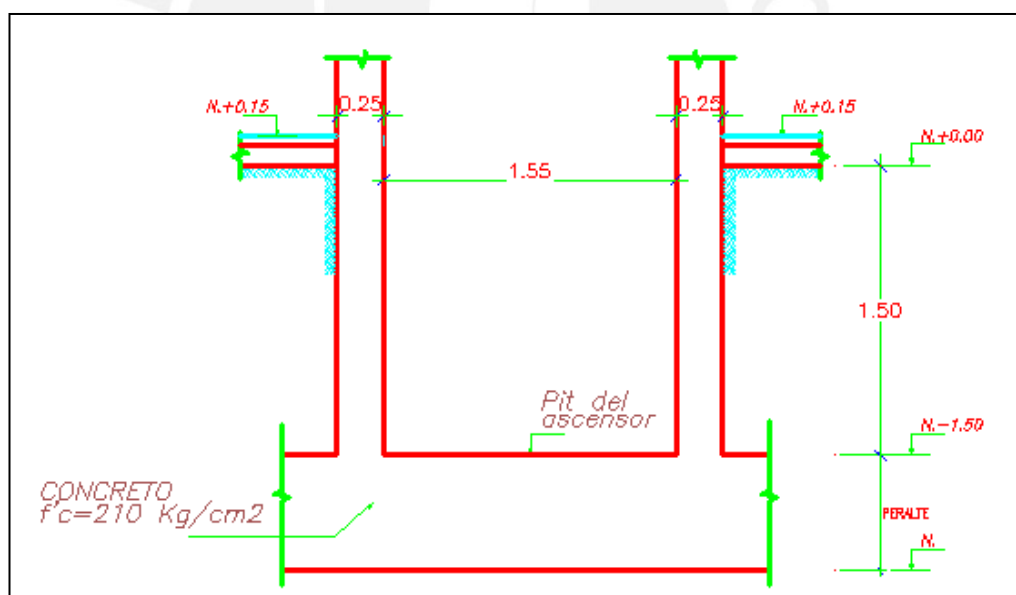 0.25
0.25
N.+0.15
N.+0.15
N.+0.00
1.55
1.50
Pit del
ascensor
N.-1.50
CONCRETO
f'c=210 Kg/cm2
PERALTE
N.